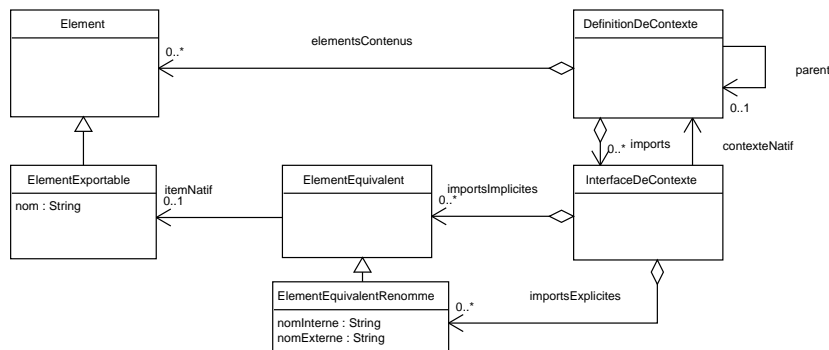 Element
DefinitionDeContexte
elementsContenus
0..*
parent
0..1
0..*
imports
contexteNatif
ElementExportable
nom : String
itemNatif
0..1
ElementEquivalent
importsImplicites
0..*
InterfaceDeContexte
ElementEquivalentRenomme
nomInterne : String
nomExterne : String
0..*
importsExplicites